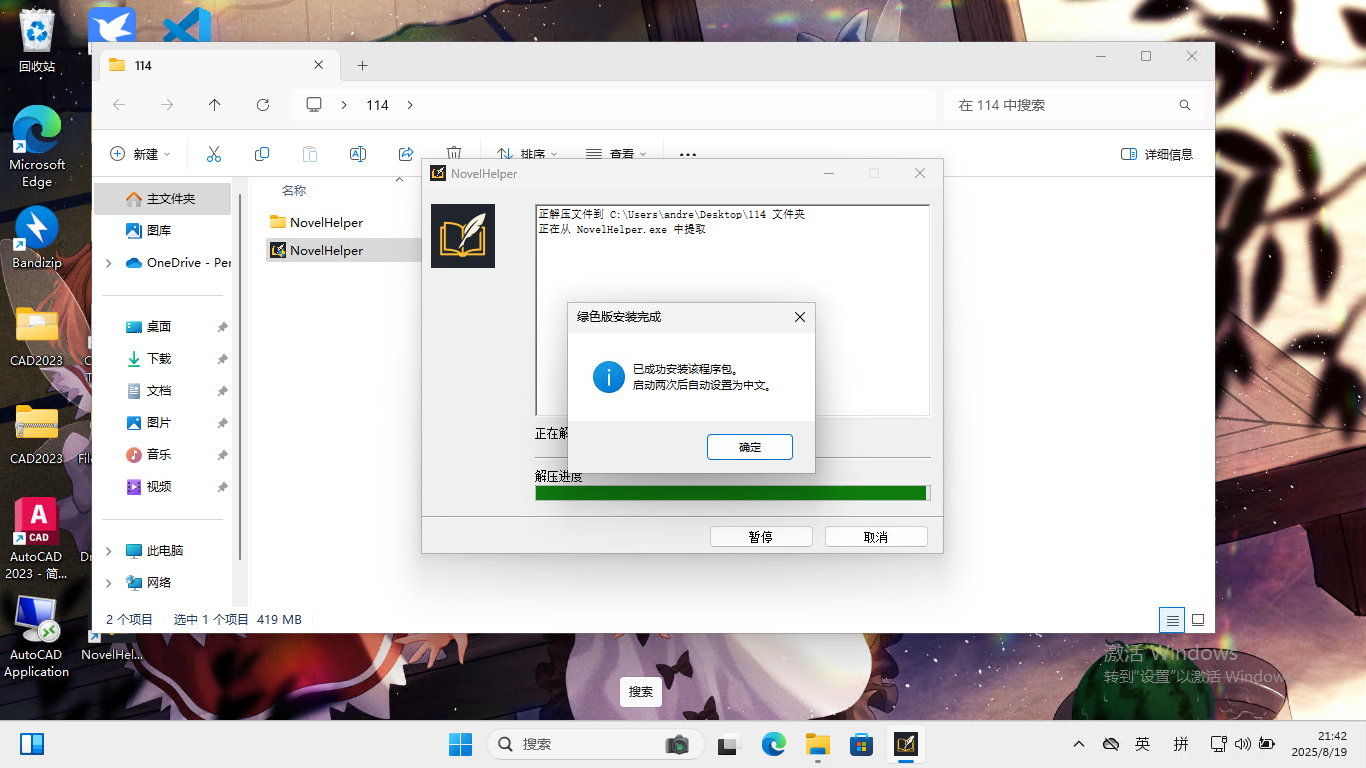 回收站
Microsoft
Edge
Bandizip
CAD2023
CAD2023
AutoCAD
2023 - 简...
AutoCAD
Application
NovelHel...
114
114
在 114 中搜索
新建
排序
查看
详细信息
主文件夹
图库
OneDrive - Per
桌面
下载
文档
图片
音乐
视频
此电脑
网络
名称
NovelHelper
NovelHelper
2 个项目
选中 1 个项目 419 MB
NovelHelper
正解压文件到 C:\Users\andre\Desktop\114 文件夹
正在从 NovelHelper.exe 中提取
正在解
解压进度
暂停
取消
绿色版安装完成
已成功安装该程序包。
启动两次后自动设置为中文。
确定
激活 Windows
转到"设置"以激活 Windows
搜索
搜索
英
拼
21:42
2025/8/19